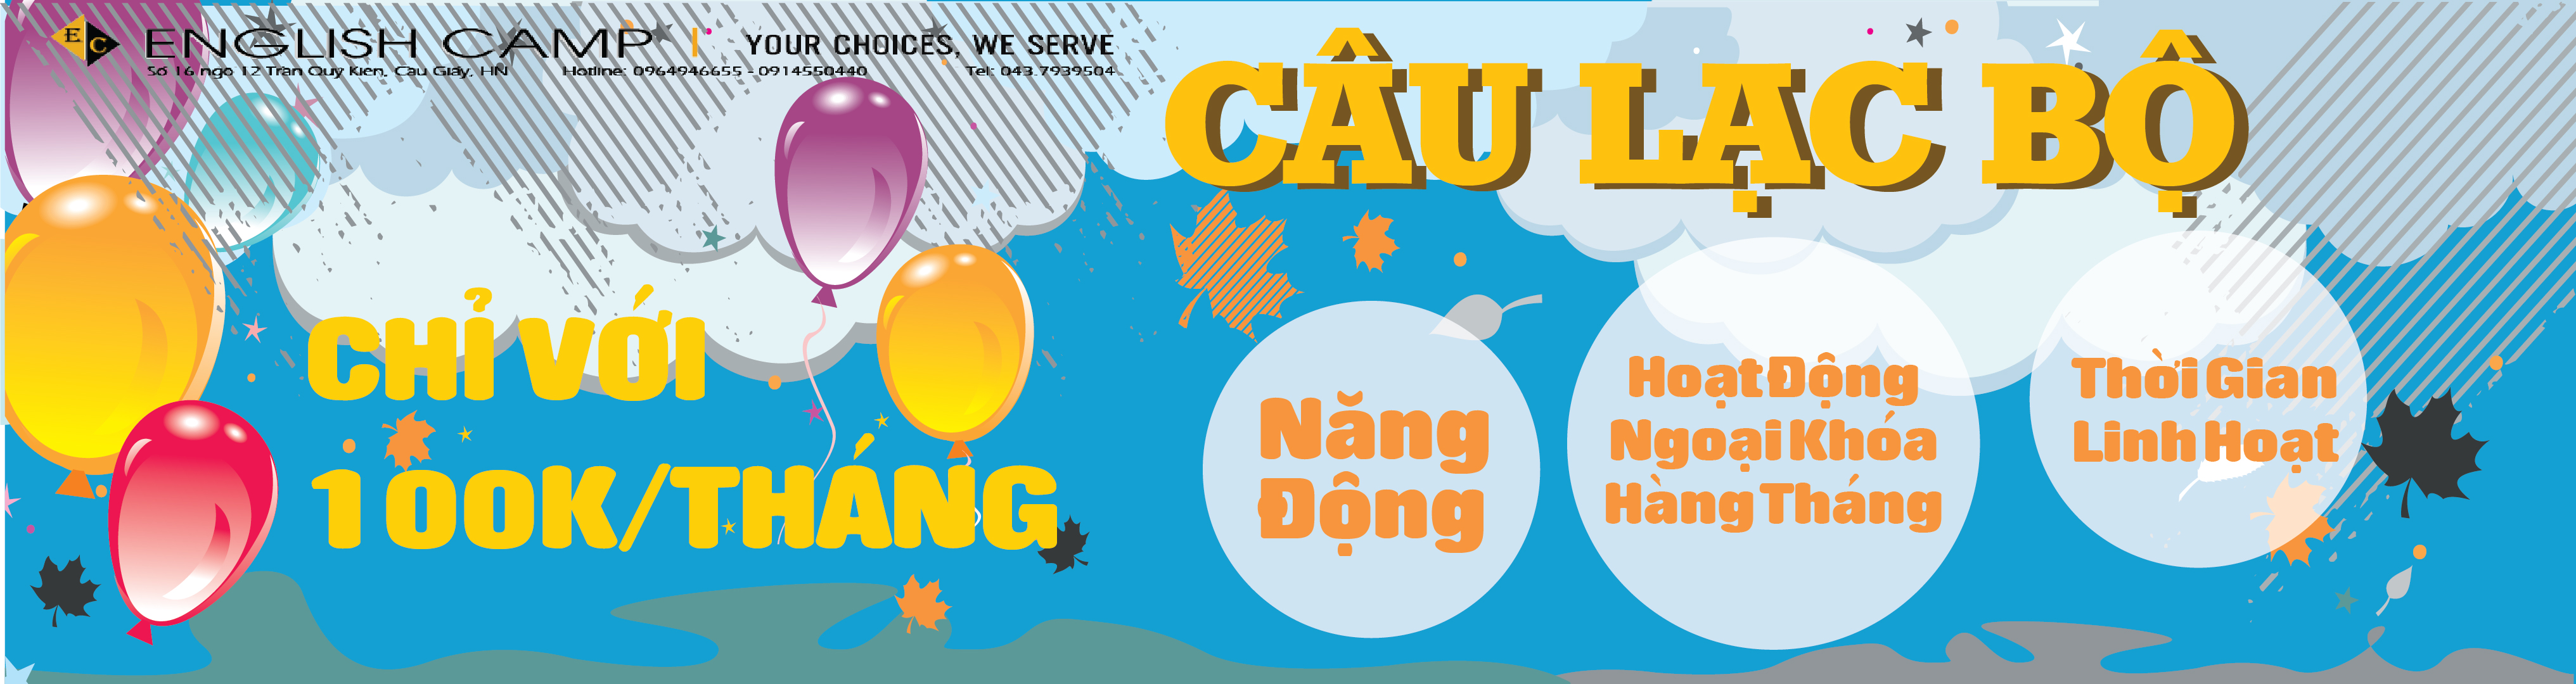 EC
ENGLISH CAMP | YOUR CHOICES, WE SERVE
Số 16 ngõ 12 Trần Quý Kiên, Cầu Giấy, HN Hotline: 0964946655 - 0914550440 Tel: 043.7939504
CÂU LẠC BỘ
CHỈ VỚI
100K/THÁNG
Năng
Động
Hoạt Động
Ngoại Khóa
Hàng Tháng
Thời Gian
Linh Hoạt